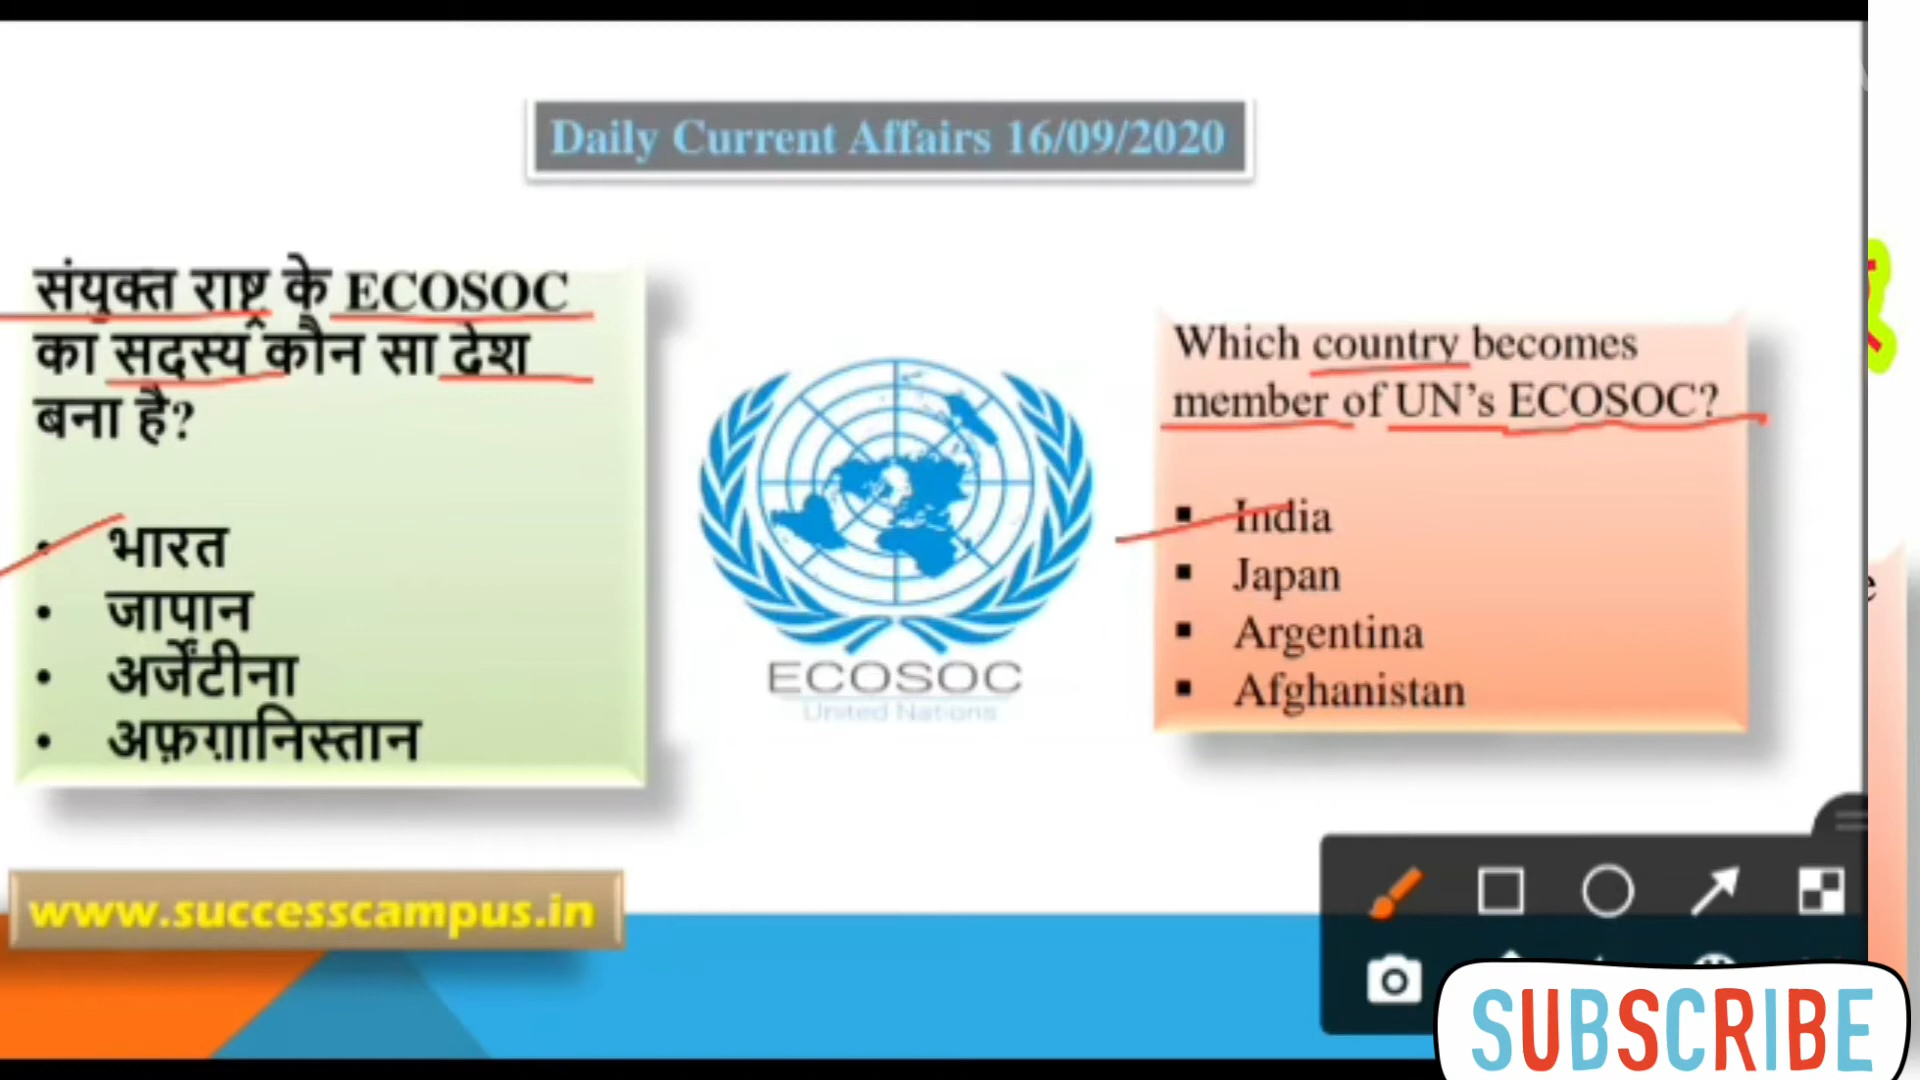 Daily Current Affairs 16/09/2020
संयुक्त राष्ट्र के ECOSOC
का सदस्य कौन सा देश
बना है?
• भारत
• जापान
• अर्जेंटीना
• अफ़ग़ानिस्तान
ECOSOC
United Nations
Which country becomes
member of UN's ECOSOC?
▪ India
▪ Japan
▪ Argentina
▪ Afghanistan
www.successcampus.in
SUBSCRIBE